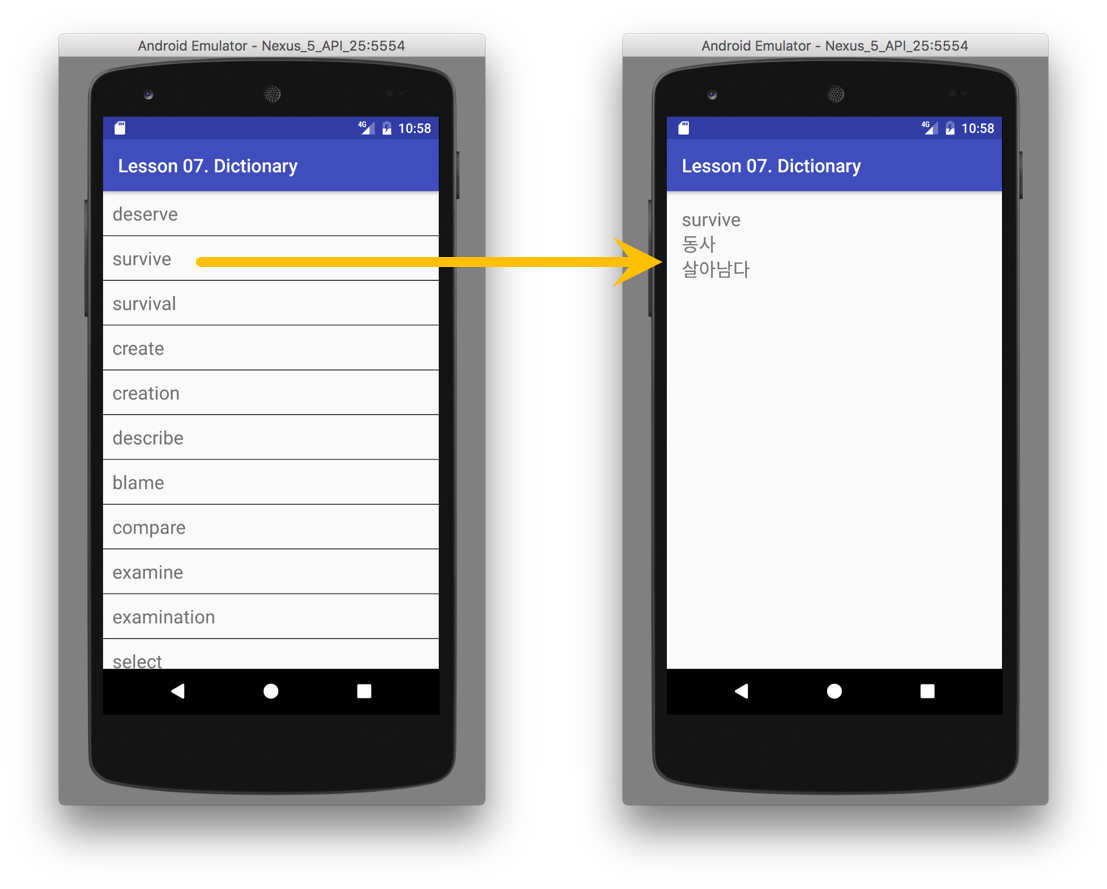 Android Emulator - Nexus_5_API_25:5554
4G 10:58
Lesson 07. Dictionary
deserve
survive
survival
create
creation
describe
blame
compare
examine
examination
select
Android Emulator - Nexus_5_API_25:5554
4G 10:58
Lesson 07. Dictionary
survive
동사
살아남다